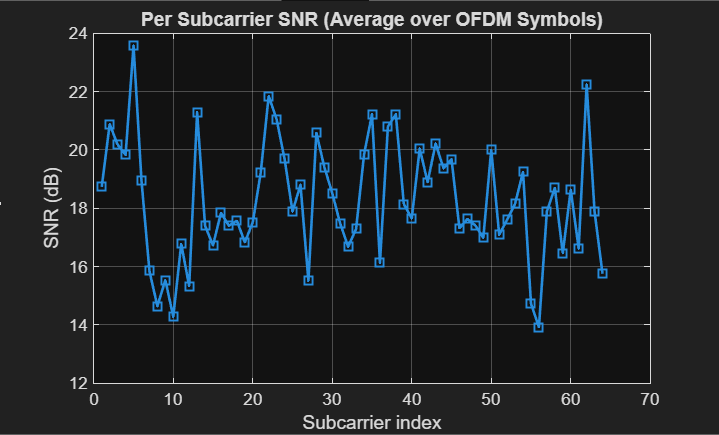 Per Subcarrier SNR (Average over OFDM Symbols)
24
22
20
18
16
14
12
SNR (dB)
0 10 20 30 40 50 60 70
Subcarrier index